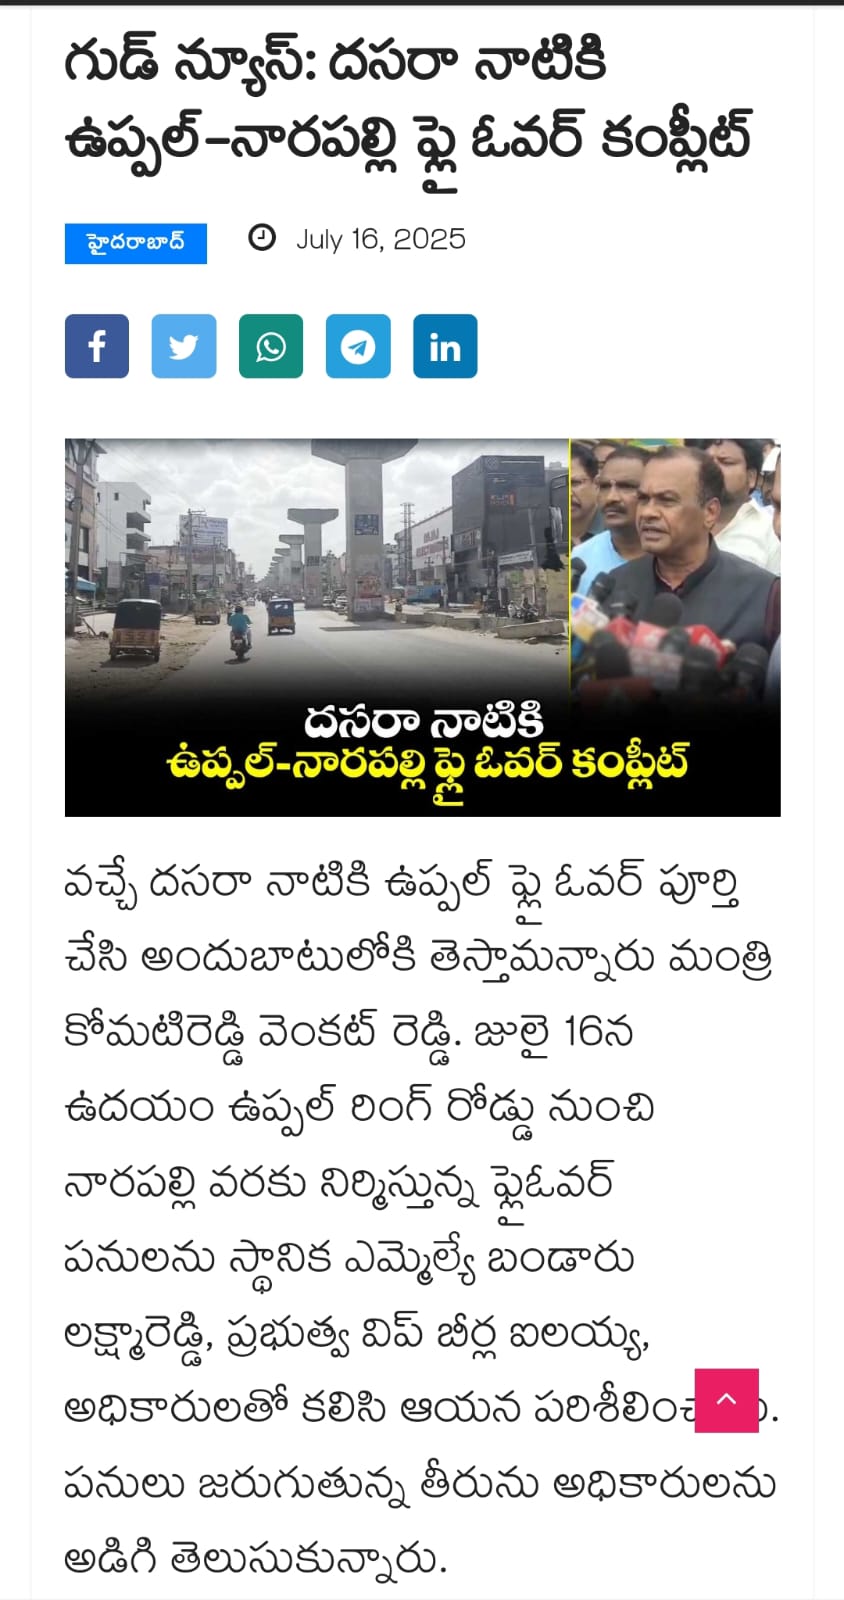 గుడ్ న్యూస్: దసరా నాటికి
ఉప్పల్-నారపల్లి ఫ్లై ఓవర్ కంప్లీట్
హైదరాబాద్
July 16, 2025
దసరా నాటికి
ఉప్పల్-నారపల్లి ఫ్లై ఓవర్ కంప్లీట్
వచ్చే దసరా నాటికి ఉప్పల్ ఫ్లై ఓవర్ పూర్తి
చేసి అందుబాటులోకి తెస్తామన్నారు మంత్రి
కోమటిరెడ్డి వెంకట్ రెడ్డి. జులై 16న
ఉదయం ఉప్పల్ రింగ్ రోడ్డు నుంచి
నారపల్లి వరకు నిర్మిస్తున్న ఫ్లైఓవర్
పనులను స్థానిక ఎమ్మెల్యే బండారు
లక్ష్మారెడ్డి, ప్రభుత్వ విప్ బీర్ల ఐలయ్య,
అధికారులతో కలిసి ఆయన
పనులు జరుగుతున్న తీరును అధికారులను
అడిగి తెలుసుకున్నారు.